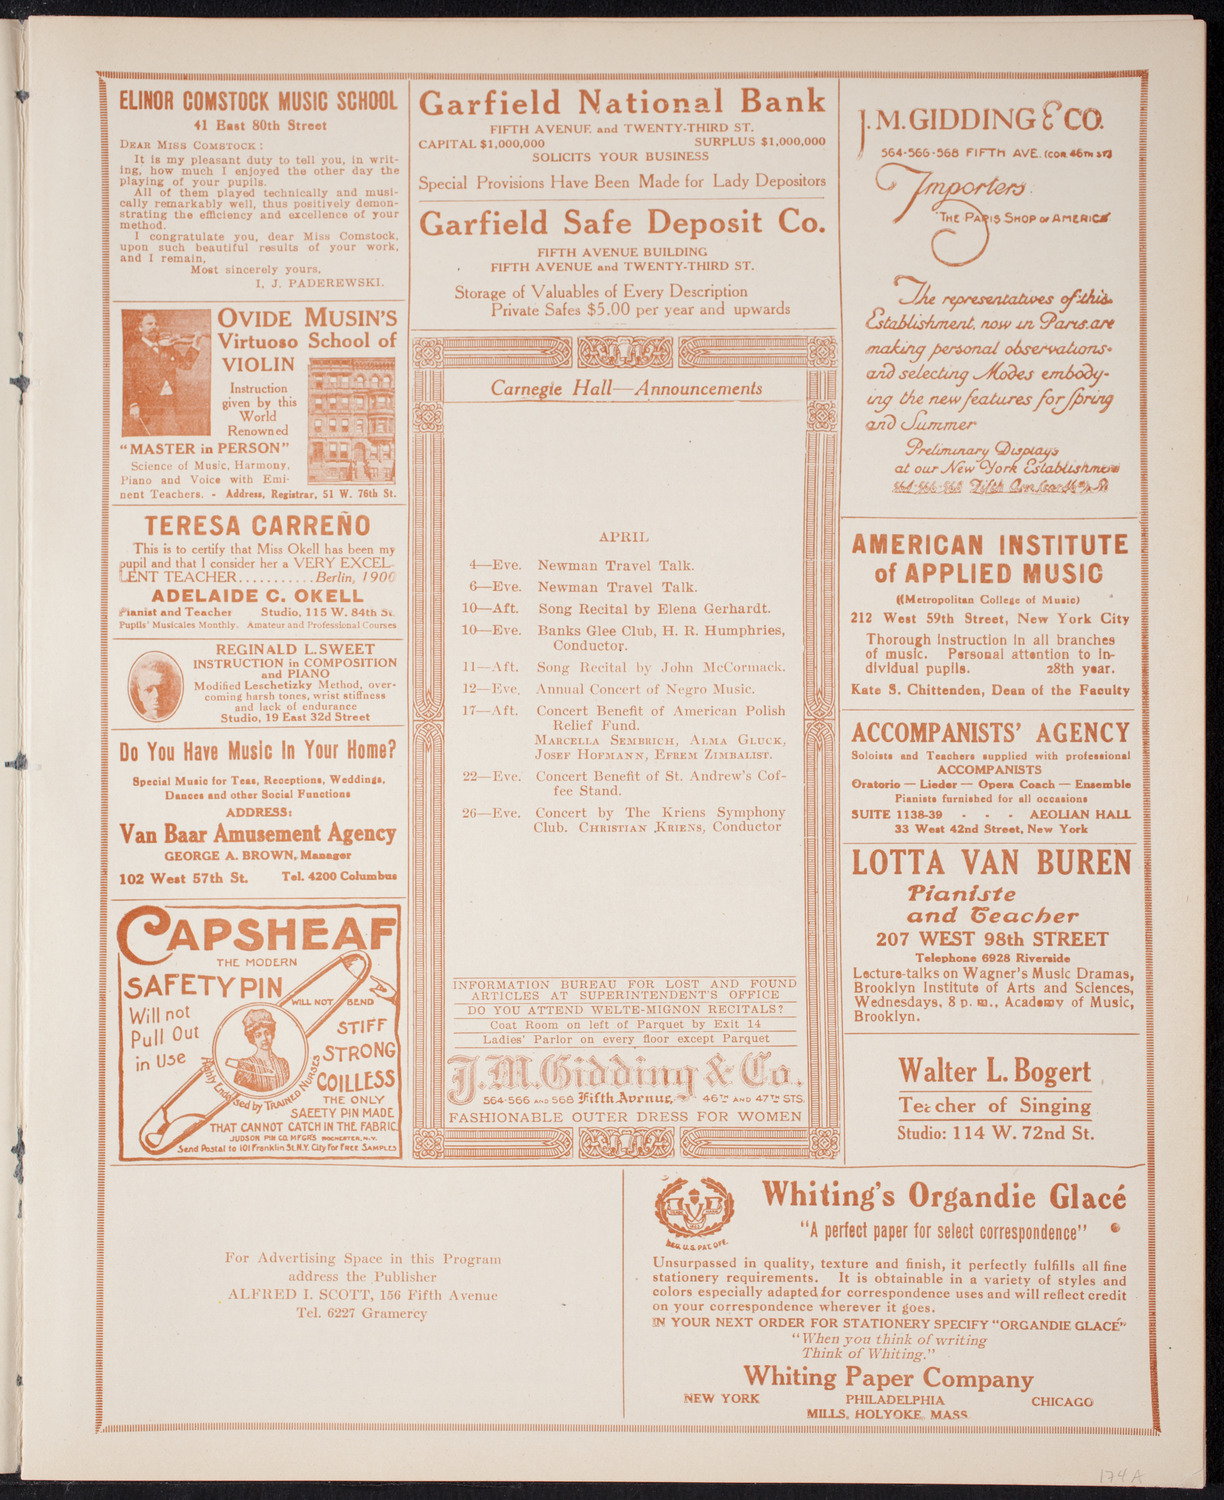 ELINOR COMSTOCK MUSIC SCHOOL
41 East 80th Street
DEAR MISS COMSTOCK:
It is my pleasant duty to tell you, in writ-
ing, how much I enjoyed the other day the
playing of your pupils.
All of them played technically and musi-
cally remarkably well, thus positively demon-
strating the efficiency and excellence of your
method.
I congratulate you, dear Miss Comstock,
upon such beautiful results of your work,
and I remain,
Most sincerely yours,
I. J. PADEREWSKI.
OVIDE MUSIN'S
Virtuoso School of
VIOLIN
Instruction
given by this
World
Renowned
"MASTER in PERSON"
Science of Music, Harmony,
Piano and Voice with Emi-
nent Teachers. - Address, Registrar, 51 W. 76th St.
TERESA CARREÑO
This is to certify that Miss Okell has been my
pupil and that I consider her a VERY EXCEL-
LENT TEACHER...........Berlin, 1900
ADELAIDE C. OKELL
Pianist and Teacher Studio, 115 W. 84th St.
Pupils' Musicales Monthly. Amateur and Professional Courses
REGINALD L. SWEET
INSTRUCTION in COMPOSITION
and PIANO
Modified Leschetizky Method, over-
coming harsh tones, wrist stiffness
and lack of endurance
Studio, 19 East 32d Street
Do You Have Music In Your Home?
Special Music for Teas, Receptions, Weddings,
Dances and other Social Functions
ADDRESS:
Van Baar Amusement Agency
GEORGE A. BROWN, Manager
102 West 57th St. Tel. 4200 Columbus
CAPSHEAF
THE MODERN
SAFETY PIN
WILL NOT BEND
Will not
Pull Out
in Use
STIFF
STRONG
COILLESS
Highly Endorsed by TRAINED NURSES
THE ONLY
SAFETY PIN MADE
THAT CANNOT CATCH IN THE FABRIC.
JUDSON PIN CO. MFGRS ROCHESTER, N.Y.
Send Postal to 101 Franklin St. N.Y. City For FREE SAMPLES
Garfield National Bank
FIFTH AVENUE and TWENTY-THIRD ST.
CAPITAL $1,000,000 SURPLUS $1,000,000
SOLICITS YOUR BUSINESS
Special Provisions Have Been Made for Lady Depositors
Garfield Safe Deposit Co.
FIFTH AVENUE BUILDING
FIFTH AVENUE and TWENTY-THIRD ST.
Storage of Valuables of Every Description
Private Safes $5.00 per year and upwards
Carnegie Hall—Announcements
APRIL
4—Eve. Newman Travel Talk.
6—Eve. Newman Travel Talk.
10—Aft. Song Recital by Elena Gerhardt.
10—Eve. Banks Glee Club, H. R. Humphries,
Conductor.
11—Aft. Song Recital by John McCormack.
12—Eve. Annual Concert of Negro Music.
17—Aft. Concert Benefit of American Polish
Relief Fund.
MARCELLA SEMBRICH, ALMA GLUCK,
JOSEF HOFMANN, EFREM ZIMBALIST.
22—Eve. Concert Benefit of St. Andrew's Cof-
fee Stand.
26—Eve. Concert by The Kriens Symphony
Club. CHRISTIAN KRIENS, Conductor
INFORMATION BUREAU FOR LOST AND FOUND
ARTICLES AT SUPERINTENDENT'S OFFICE
DO YOU ATTEND WELTE-MIGNON RECITALS?
Coat Room on left of Parquet by Exit 14
Ladies' Parlor on every floor except Parquet
J. M. Gidding & Co.
564-566 AND 568 Fifth Avenue, 46TH AND 47TH STS.
FASHIONABLE OUTER DRESS FOR WOMEN
J. M. GIDDING & CO.
564-566-568 FIFTH AVE. (COR 46TH ST)
Importers.
"THE PARIS SHOP OF AMERICA"
The representatives of this
Establishment, now in Paris are
making personal observations
and selecting Modes embody-
ing the new features for Spring
and Summer
Preliminary Displays
at our New York Establishment
564-566-568 Fifth Ave
AMERICAN INSTITUTE
of APPLIED MUSIC
(Metropolitan College of Music)
212 West 59th Street, New York City
Thorough instruction in all branches
of music. Personal attention to in-
dividual pupils. 28th year.
Kate S. Chittenden, Dean of the Faculty
ACCOMPANISTS' AGENCY
Soloists and Teachers supplied with professional
ACCOMPANISTS
Oratorio — Lieder — Opera Coach — Ensemble
Pianists furnished for all occasions
SUITE 1138-39 - - - AEOLIAN HALL
33 West 42nd Street, New York
LOTTA VAN BUREN
Pianiste
and Teacher
207 WEST 98th STREET
Telephone 6928 Riverside
Lecture-talks on Wagner's Music Dramas,
Brooklyn Institute of Arts and Sciences,
Wednesdays, 8 p. m., Academy of Music,
Brooklyn.
Walter L. Bogert
Teacher of Singing
Studio: 114 W. 72nd St.
For Advertising Space in this Program
address the Publisher
ALFRED I. SCOTT, 156 Fifth Avenue
Tel. 6227 Gramercy
REG. U.S. PAT. OFF.
Whiting's Organdie Glacé
"A perfect paper for select correspondence"
Unsurpassed in quality, texture and finish, it perfectly fulfills all fine
stationery requirements. It is obtainable in a variety of styles and
colors especially adapted for correspondence uses and will reflect credit
on your correspondence wherever it goes.
IN YOUR NEXT ORDER FOR STATIONERY SPECIFY "ORGANDIE GLACÉ"
"When you think of writing
Think of Whiting."
Whiting Paper Company
NEW YORK PHILADELPHIA CHICAGO
MILLS, HOLYOKE, MASS.
174A